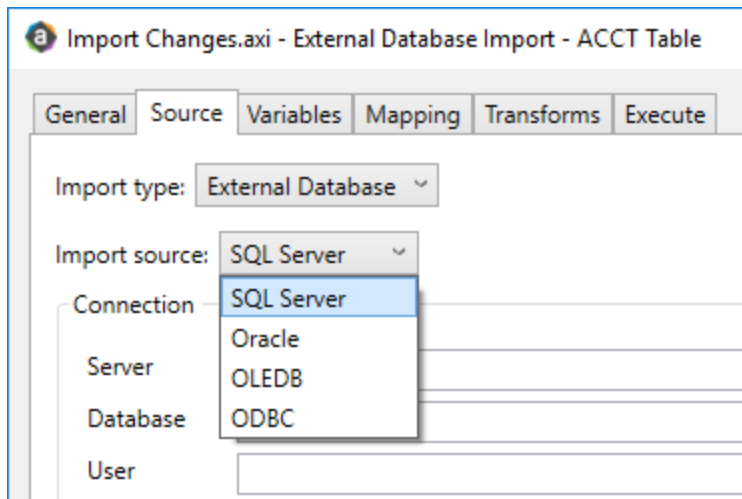 Import Changes.axi - External Database Import - ACCT Table
General Source Variables Mapping Transforms Execute
Import type: External Database
Import source: SQL Server
Connection
SQL Server
Oracle
OLEDB
ODBC
Server
Database
User